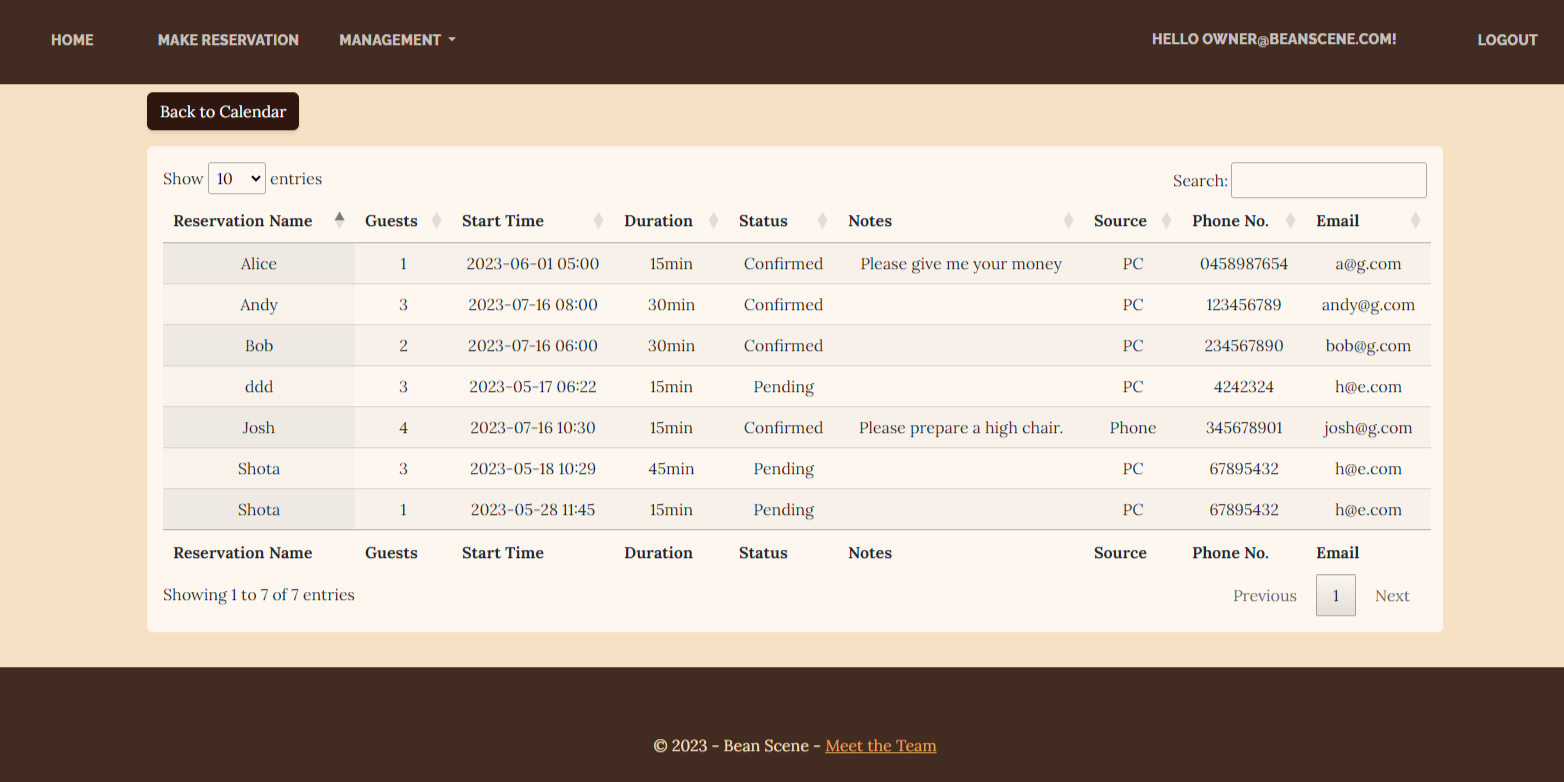 HOME MAKE RESERVATION MANAGEMENT HELLO OWNER@BEANSCENE.COM! LOGOUT
Back to Calendar
Show 10 entries Search:
Reservation Name Guests Start Time Duration Status Notes Source Phone No. Email
Alice 1 2023-06-01 05:00 15min Confirmed Please give me your money PC 0458987654 a@g.com
Andy 3 2023-07-16 08:00 30min Confirmed PC 123456789 andy@g.com
Bob 2 2023-07-16 06:00 30min Confirmed PC 234567890 bob@g.com
ddd 3 2023-05-17 06:22 15min Pending PC 4242324 h@e.com
Josh 4 2023-07-16 10:30 15min Confirmed Please prepare a high chair. Phone 345678901 josh@g.com
Shota 3 2023-05-18 10:29 45min Pending PC 67895432 h@e.com
Shota 1 2023-05-28 11:45 15min Pending PC 67895432 h@e.com
Reservation Name Guests Start Time Duration Status Notes Source Phone No. Email
Showing 1 to 7 of 7 entries Previous 1 Next
© 2023 - Bean Scene - Meet the Team